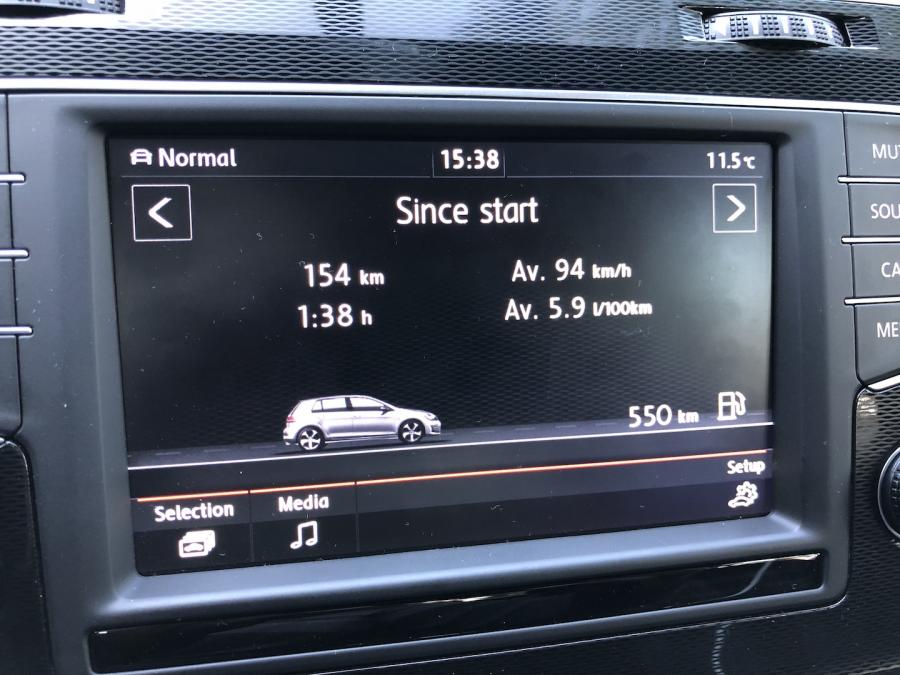 Normal 15:38 11.5°C
Since start
154 km Av. 94 km/h
1:38 h Av. 5.9 l/100km
550 km
Setup
Selection Media